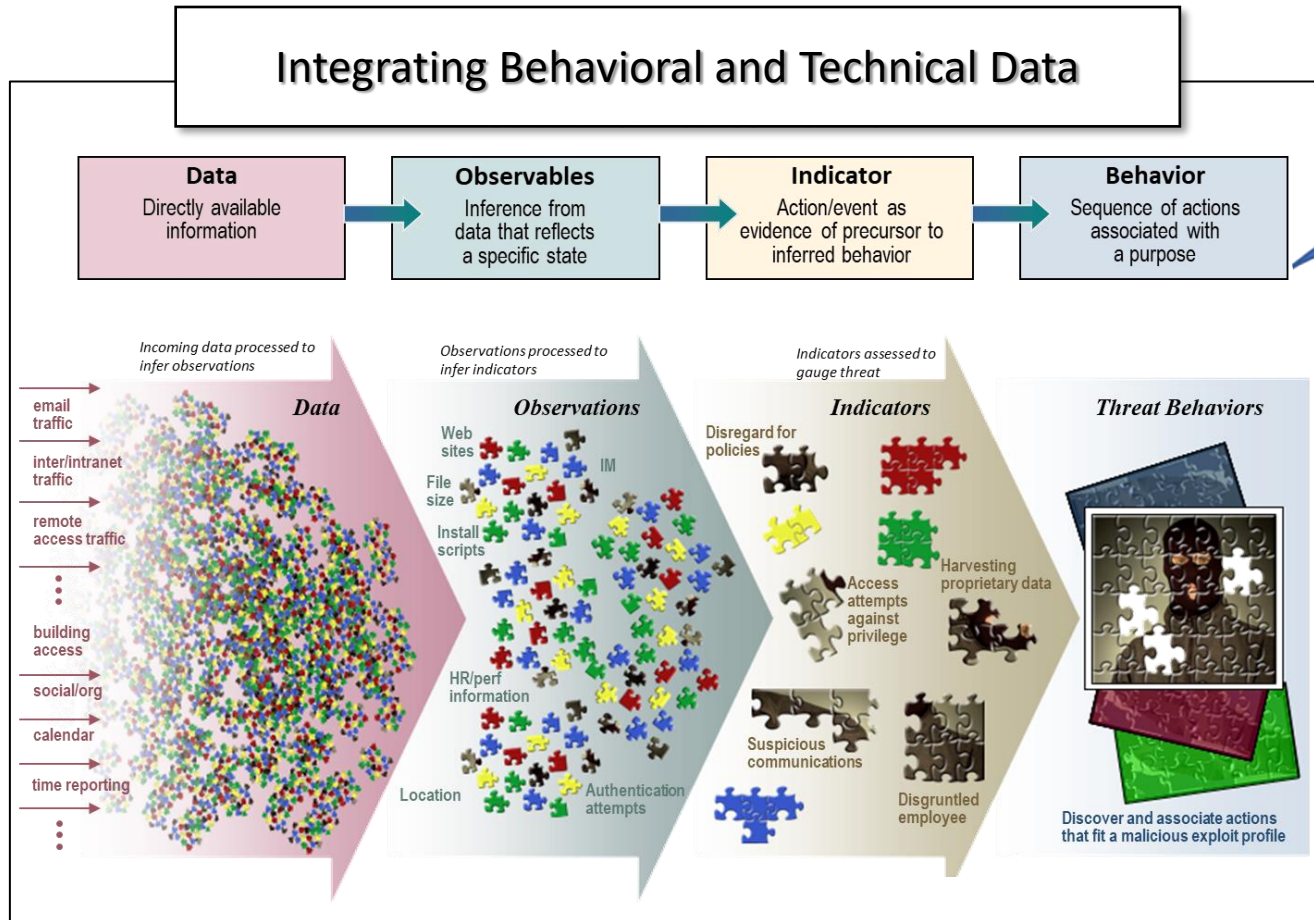 Integrating Behavioral and Technical Data
Data
Directly available
information
Observables
Inference from
data that reflects
a specific state
Indicator
Action/event as
evidence of precursor to
inferred behavior
Behavior
Sequence of actions
associated with
a purpose
Incoming data processed to
infer observations
Data
email
traffic
inter/intranet
traffic
remote
access traffic
building
access
social/org
calendar
time reporting
Observations processed to
infer indicators
Observations
Web
sites
IM
File
size
Install
scripts
HR/perf
information
Location
Authentication
attempts
Indicators assessed to
gauge threat
Indicators
Disregard for
policies
Harvesting
proprietary data
Access
attempts
against
privilege
Suspicious
communications
Disgruntled
employee
Threat Behaviors
Discover and associate actions
that fit a malicious exploit profile